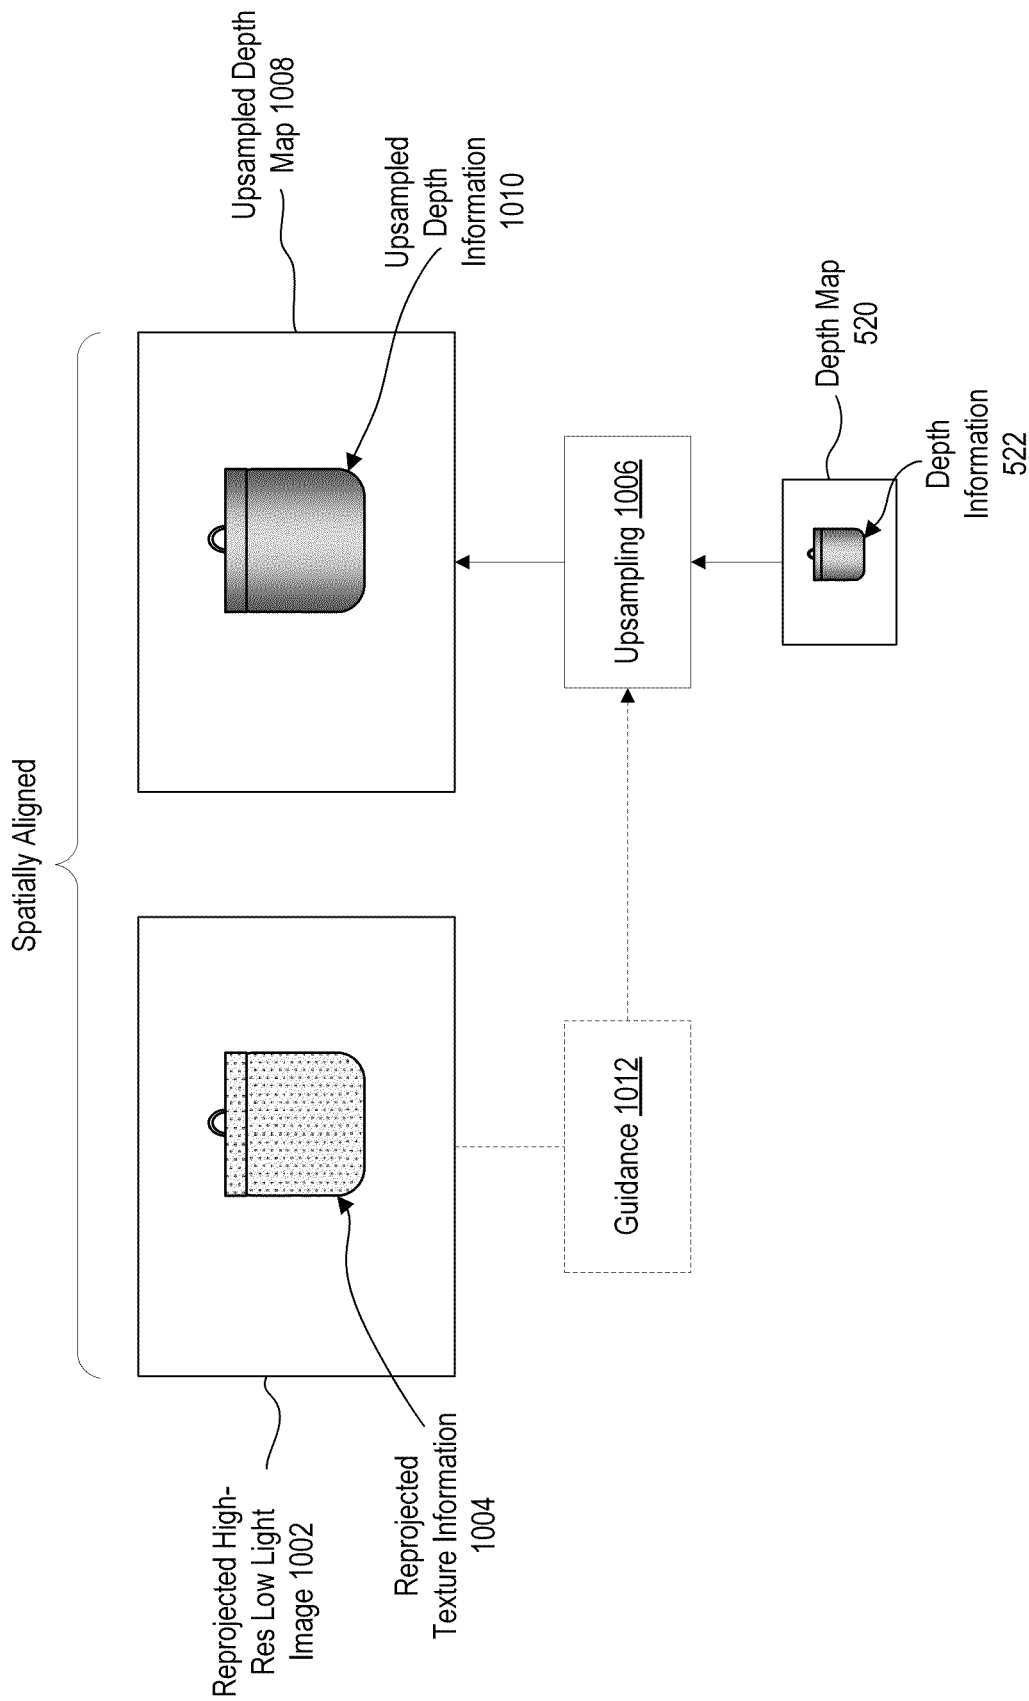 Spatially Aligned
Reprojected High-
Res Low Light
Image 1002
Reprojected
Texture Information
1004
Upsampled Depth
Map 1008
Upsampled
Depth
Information
1010
Guidance 1012
Upsampling 1006
Depth Map
520
Depth
Information
522